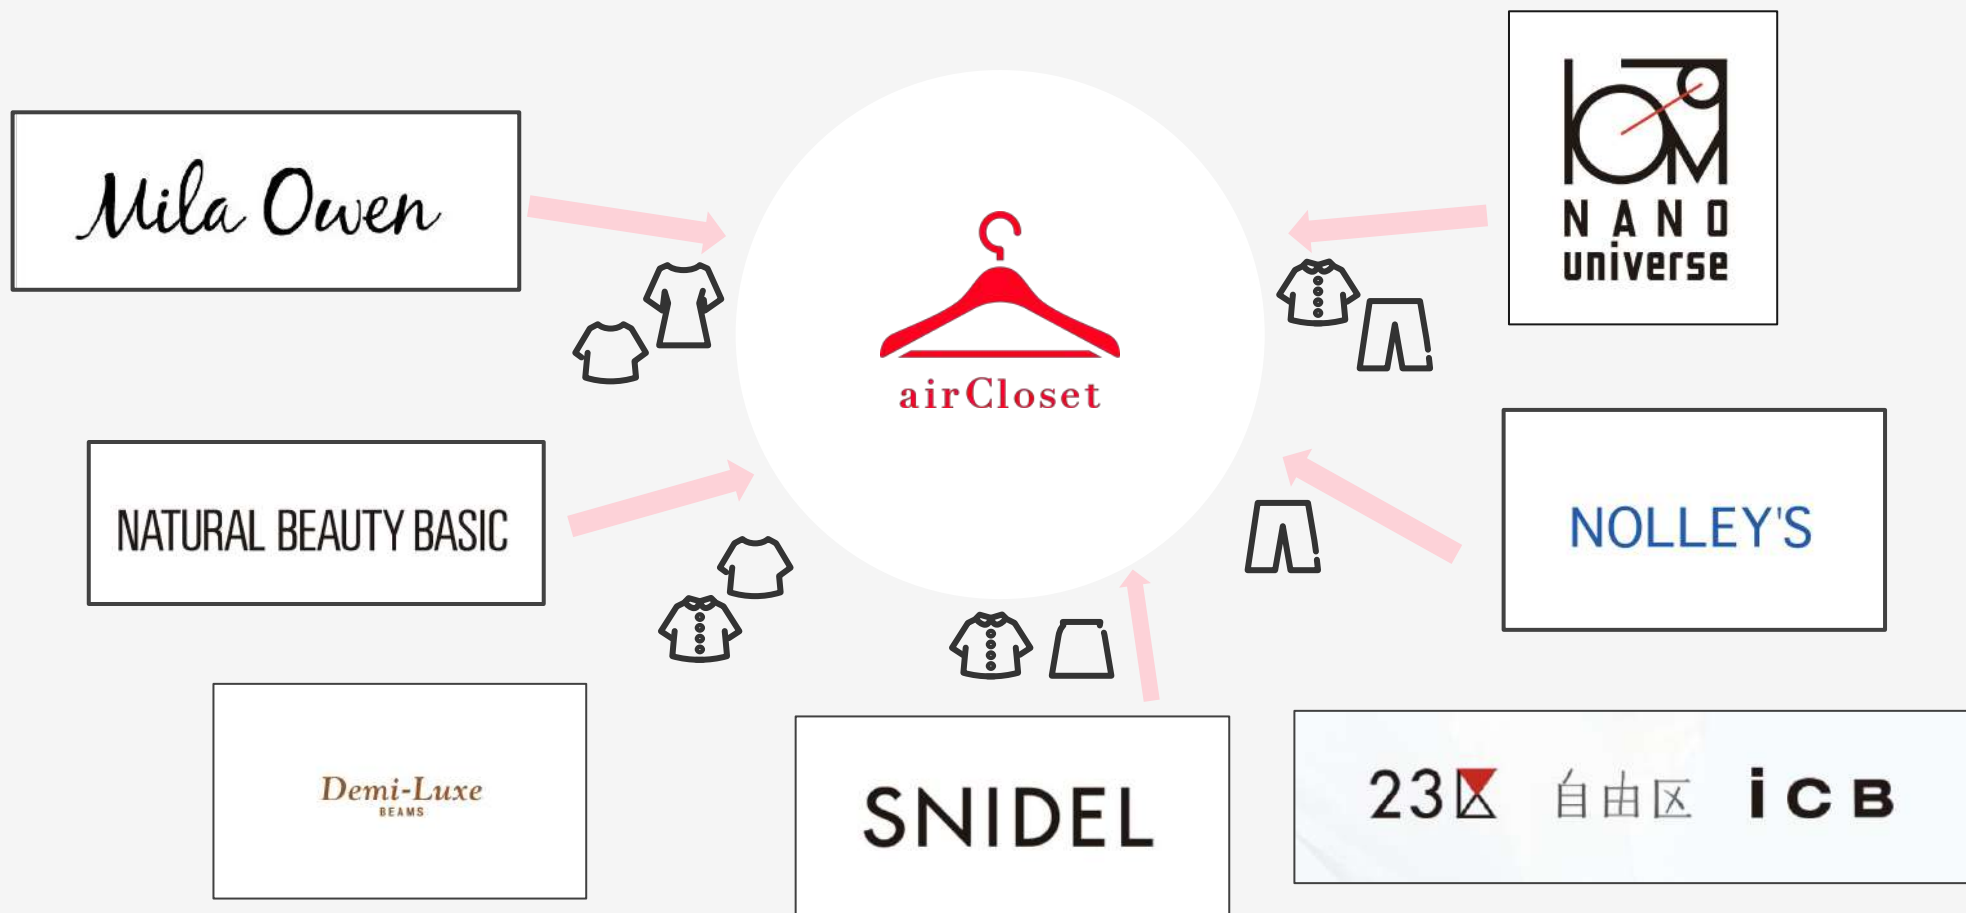 Mila Owen
airCloset
NANO
universe
NATURAL BEAUTY BASIC
NOLLEY'S
Demi-Luxe
BEAMS
SNIDEL
23区 自由区 iCB